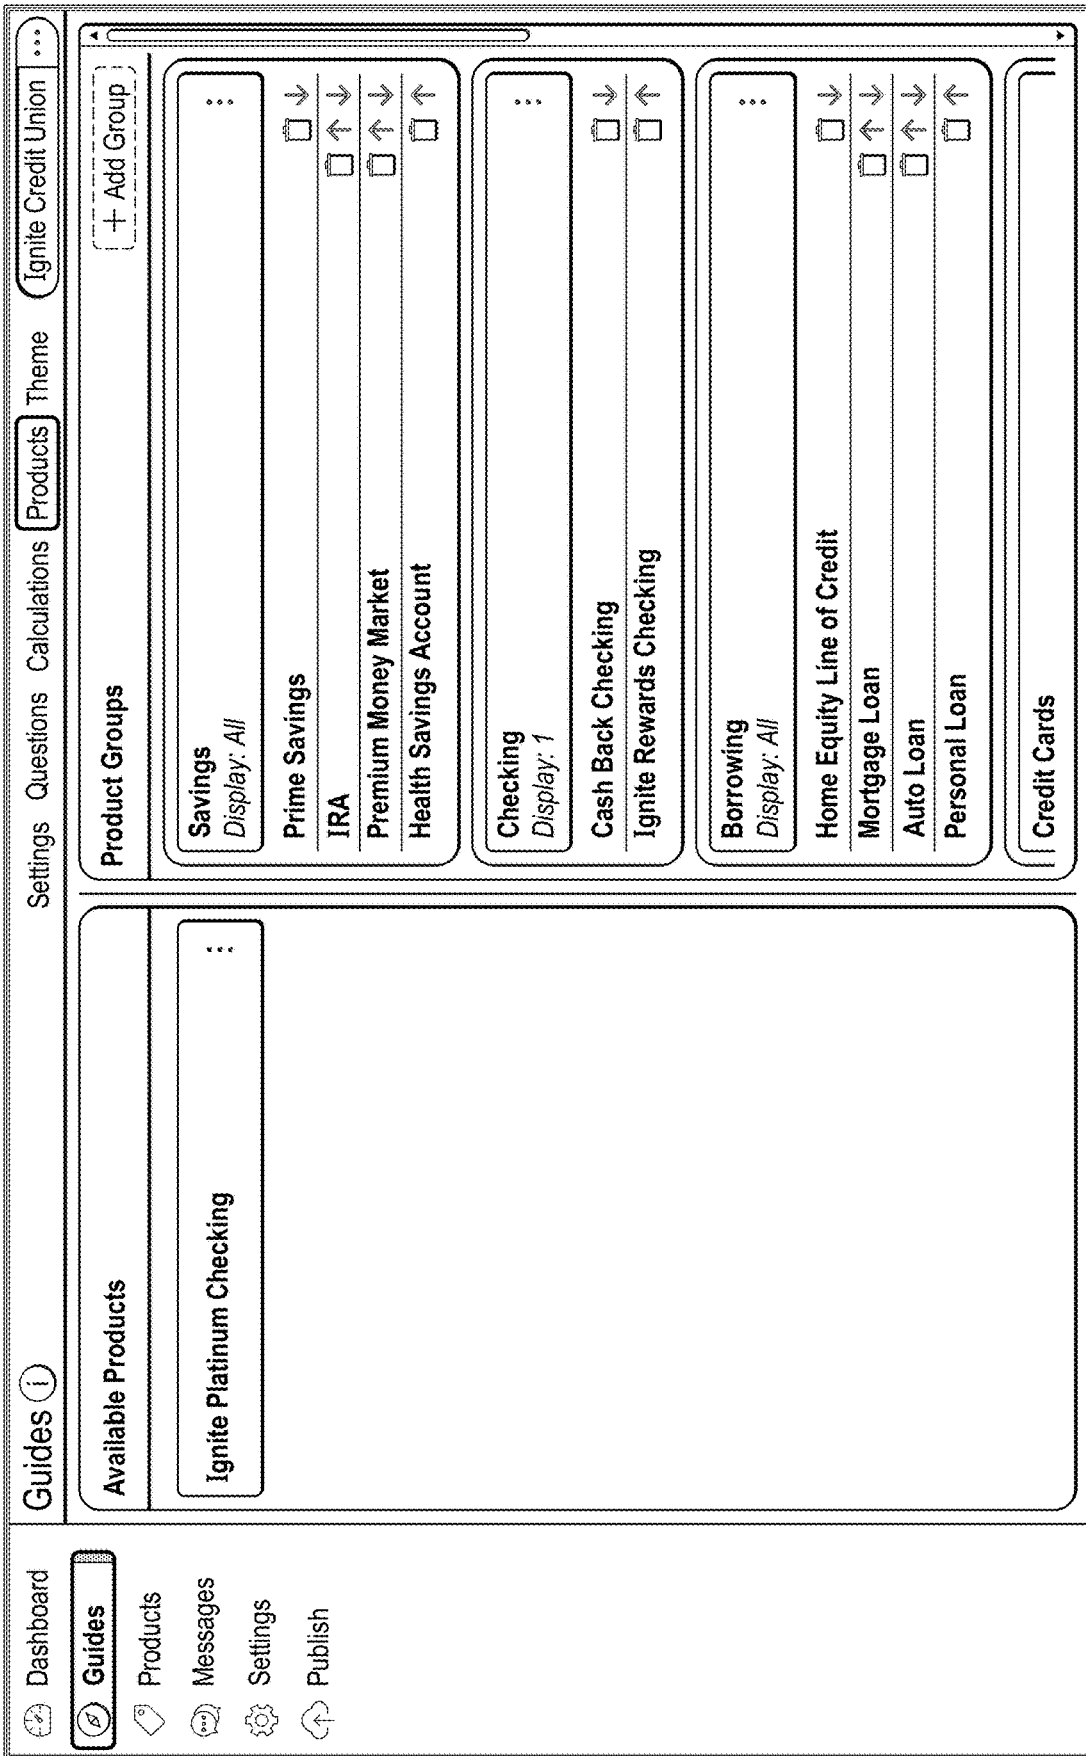 Dashboard
Guides
Products
Messages
Settings
Publish
Guides i
Settings Questions Calculations Products Theme
Ignite Credit Union ...
Available Products
Ignite Platinum Checking
Product Groups
+ Add Group
Savings
Display: All
Prime Savings
IRA
Premium Money Market
Health Savings Account
Checking
Display: 1
Cash Back Checking
Ignite Rewards Checking
Borrowing
Display: All
Home Equity Line of Credit
Mortgage Loan
Auto Loan
Personal Loan
Credit Cards